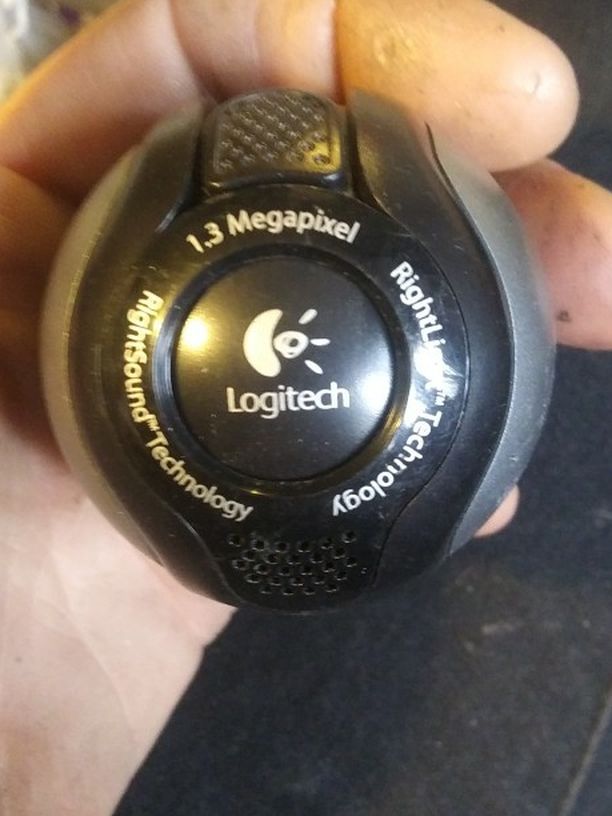 1.3 Megapixel
RightLight™ Technology
RightSound™ Technology
Logitech